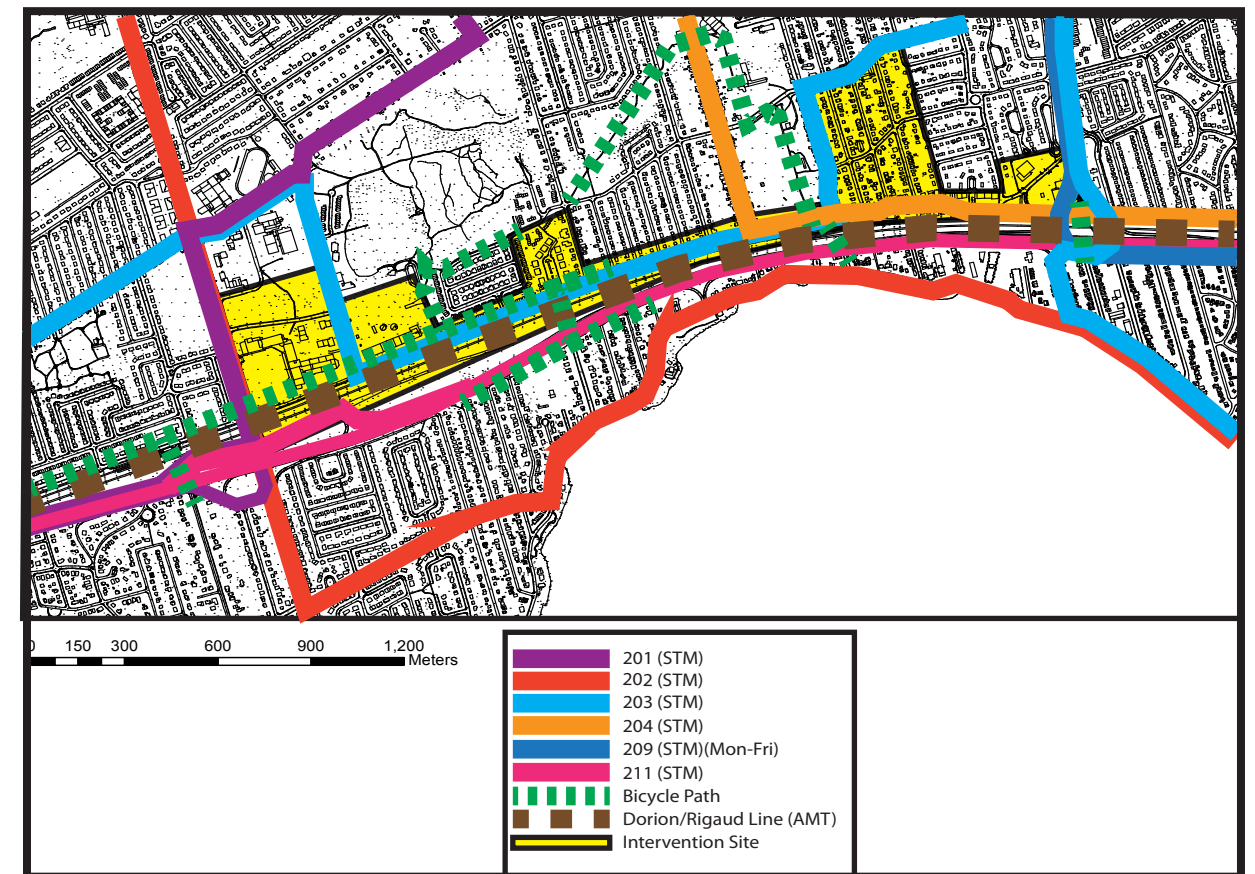 0 150 300 600 900 1,200
Meters
201 (STM)
202 (STM)
203 (STM)
204 (STM)
209 (STM)(Mon-Fri)
211 (STM)
Bicycle Path
Dorion/Rigaud Line (AMT)
Intervention Site